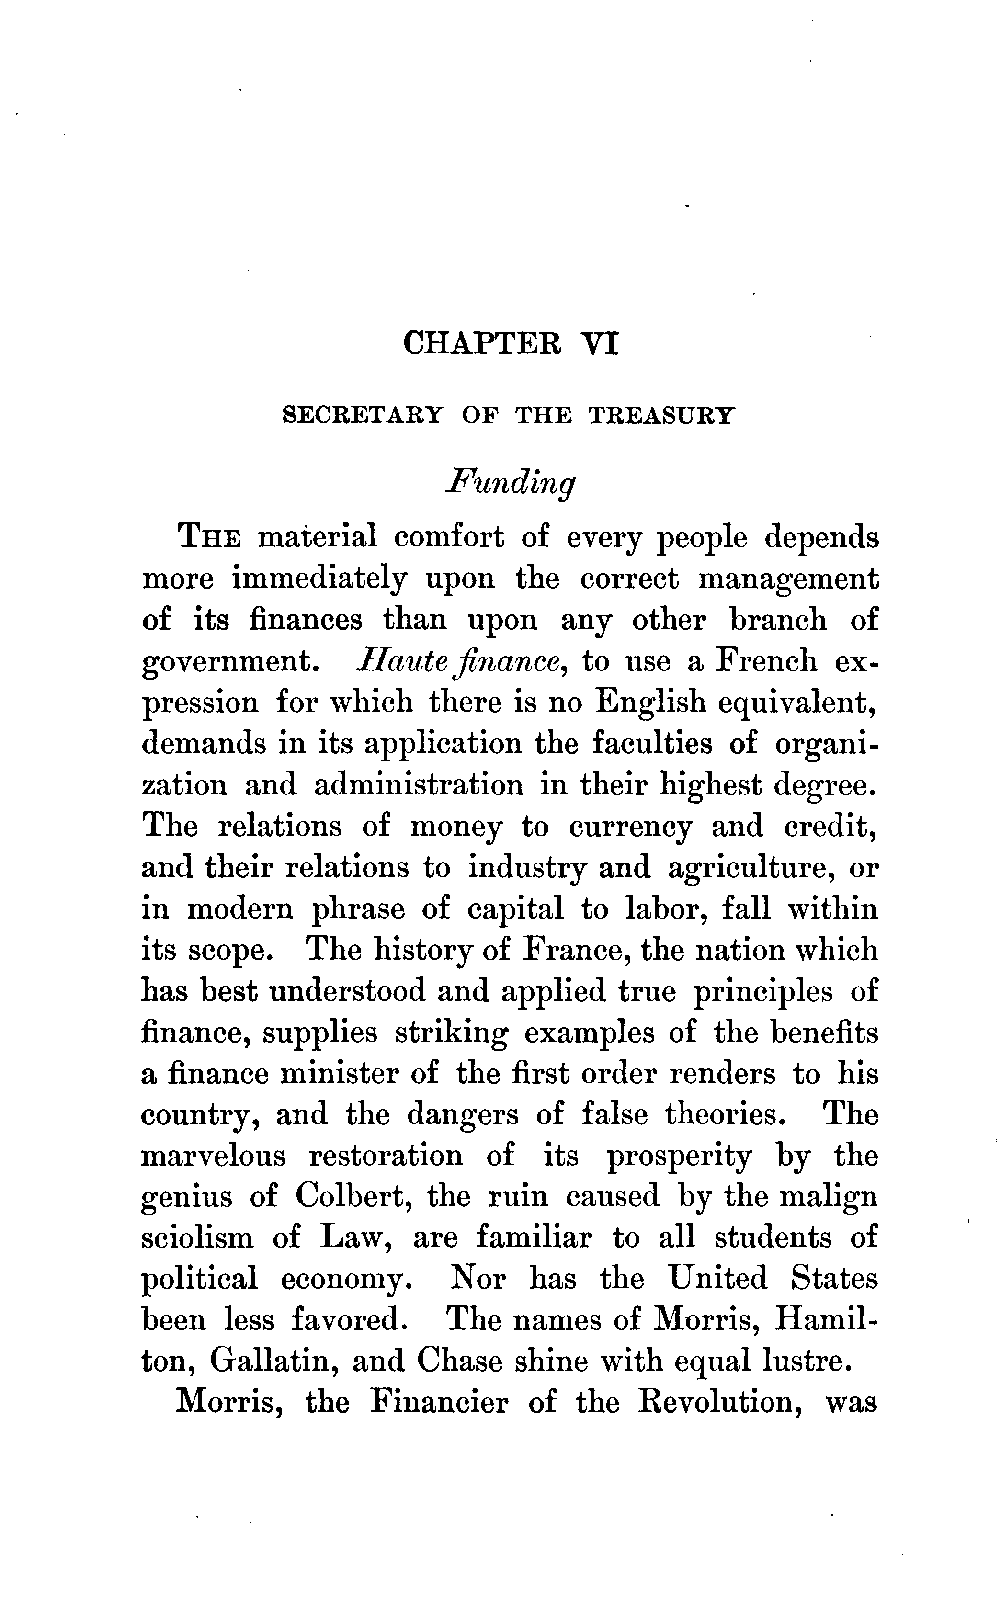 CHAPTER VI
SECRETARY OF THE TREASURY
Funding
THE material comfort of every people depends
more immediately upon the correct management
of its finances than upon any other branch of
government. Haute finance, to use a French ex-
pression for which there is no English equivalent,
demands in its application the faculties of organi-
zation and administration in their highest degree.
The relations of money to currency and credit,
and their relations to industry and agriculture, or
in modern phrase of capital to labor, fall within
its scope. The history of France, the nation which
has best understood and applied true principles of
finance, supplies striking examples of the benefits
a finance minister of the first order renders to his
country, and the dangers of false theories. The
marvelous restoration of its prosperity by the
genius of Colbert, the ruin caused by the malign
sciolism of Law, are familiar to all students of
political economy. Nor has the United States
been less favored. The names of Morris, Hamil-
ton, Gallatin, and Chase shine with equal lustre.
Morris, the Financier of the Revolution, was